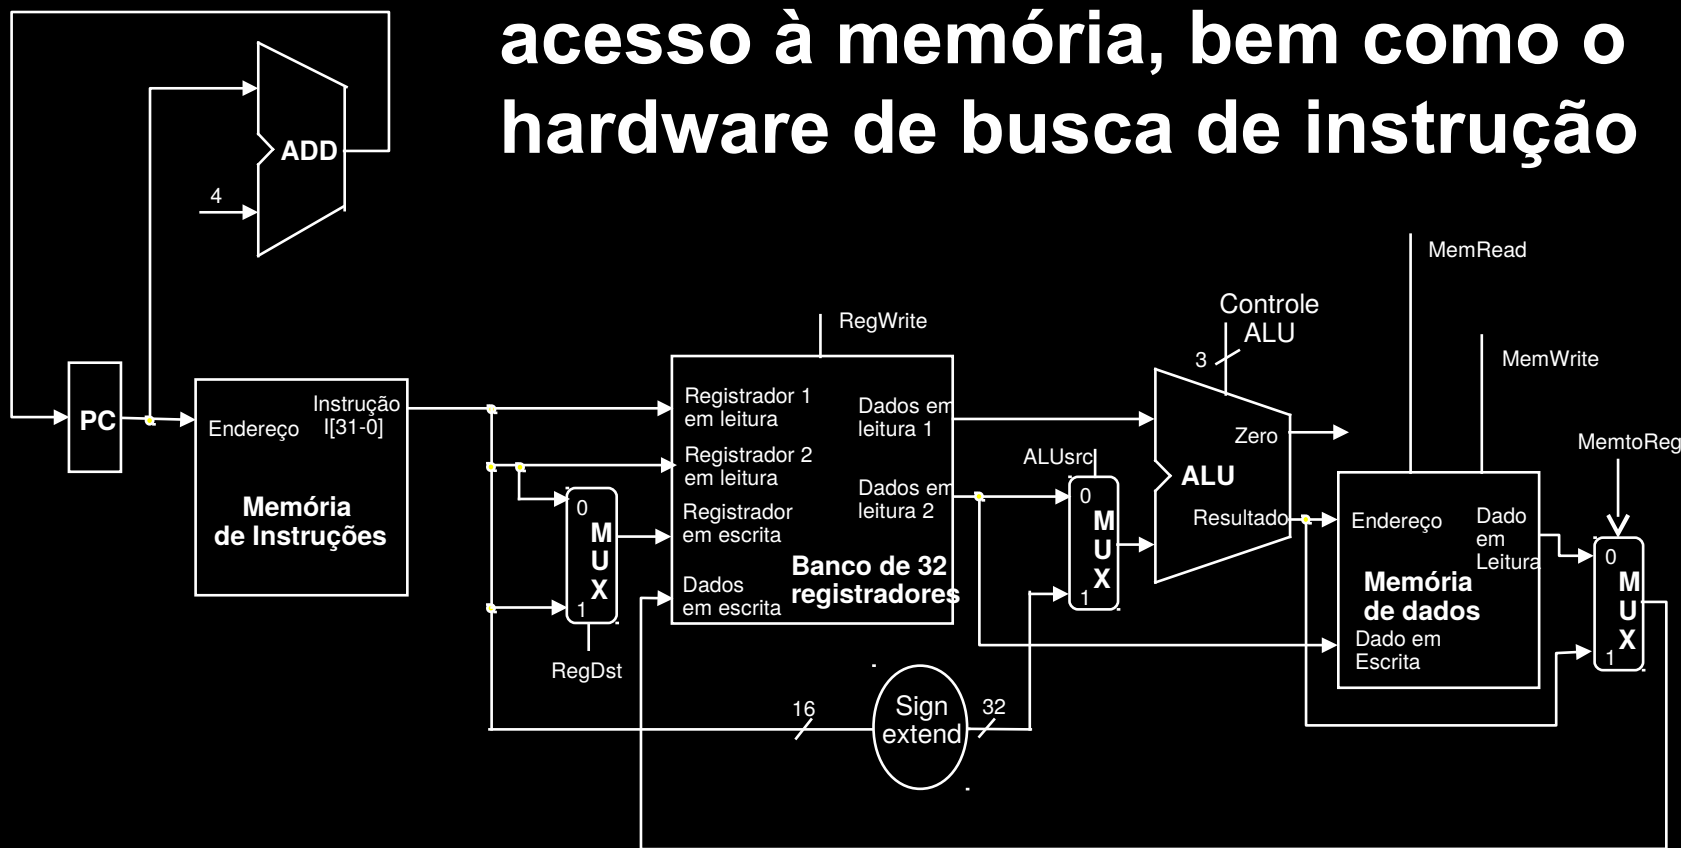 acesso à memória, bem como o
hardware de busca de instrução
ADD
4
MemRead
Controle
ALU
3
RegWrite
MemWrite
PC
Endereço
Instrução
I[31-0]
Memória
de Instruções
Registrador 1
em leitura
Registrador 2
em leitura
Registrador
em escrita
Dados
em escrita
Dados em
leitura 1
Dados em
leitura 2
Banco de 32
registradores
0
M
U
X
1
RegDst
ALUsrc
0
M
U
X
1
Zero
ALU
Resultado
MemtoReg
Endereço
Dado
em
Leitura
Memória
de dados
Dado em
Escrita
0
M
U
X
1
16
Sign
extend
32